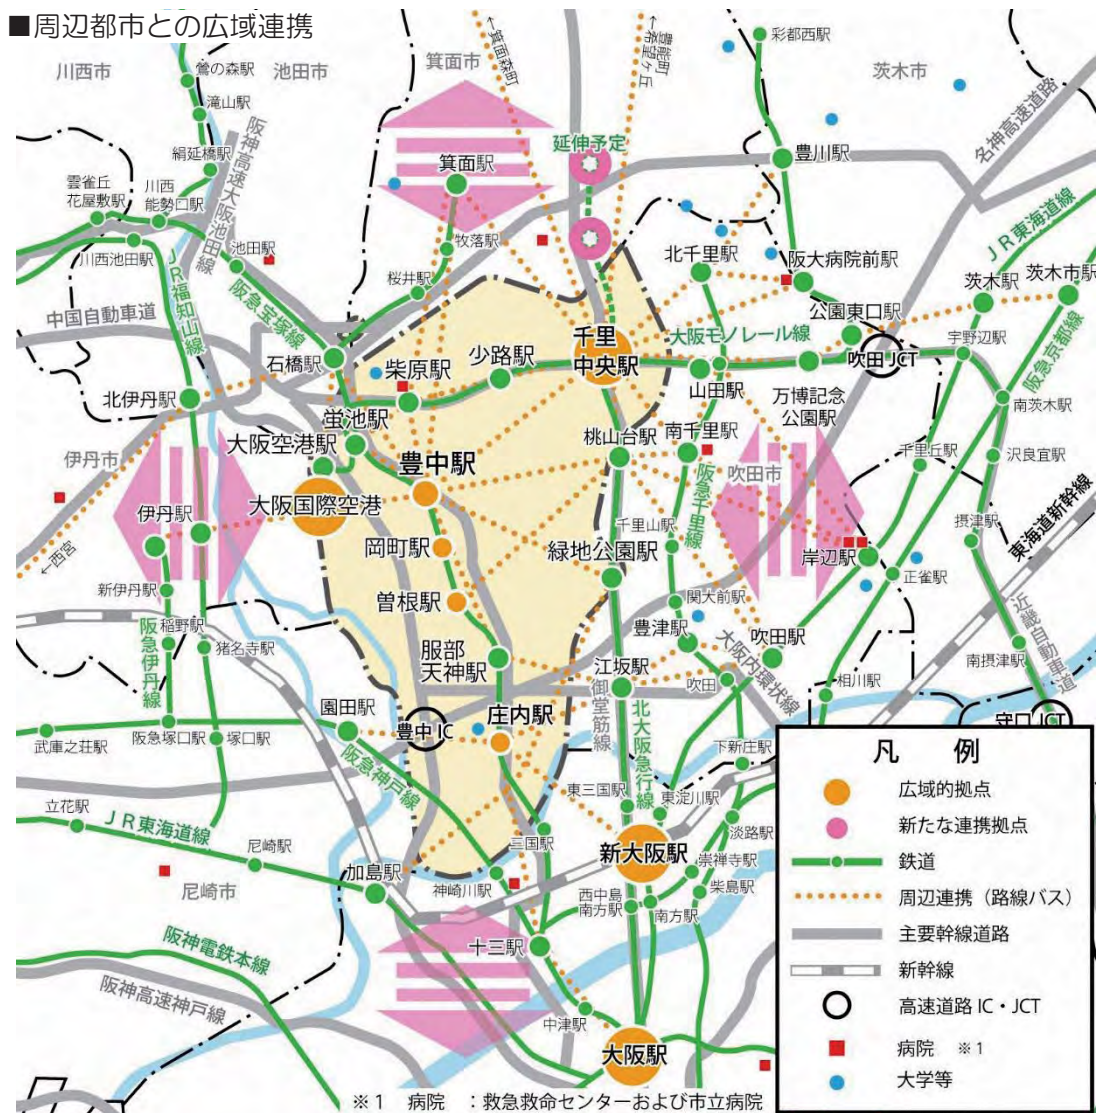 ■周辺都市との広域連携
川西市
池田市
箕面市
茨木市
←箕面森町
←豊能町
希望ケ丘
彩都西駅
鶯の森駅
滝山駅
絹延橋駅
阪神高速大阪池田線
延伸予定
箕面駅
豊川駅
名神高速道路
雲雀丘
花屋敷駅
川西
能勢口駅
川西池田駅
池田駅
牧落駅
桜井駅
北千里駅
阪大病院前駅
JR東海道線
茨木駅
茨木市駅
中国自動車道
JR福知山線
阪急宝塚線
公園東口駅
千里
中央駅
大阪モノレール線
宇野辺駅
吹田 JCT
阪急京都線
石橋駅
柴原駅
少路駅
山田駅
万博記念
公園駅
南茨木駅
北伊丹駅
蛍池駅
大阪空港駅
豊中駅
桃山台駅
南千里駅
千里丘駅
沢良宜駅
伊丹市
吹田市
大阪国際空港
伊丹駅
阪急千里線
千里山駅
摂津駅
東海道新幹線
岡町駅
緑地公園駅
岸辺駅
正雀駅
←西宮
新伊丹駅
曽根駅
関大前駅
近畿自動車道
稲野駅
阪急伊丹線
猪名寺駅
服部
天神駅
豊津駅
吹田駅
大阪内環状線
南摂津駅
江坂駅
吹田
相川駅
園田駅
御堂筋線
豊中 IC
庄内駅
守口 JCT
武庫之荘駅
阪急塚口駅
塚口駅
阪急神戸線
北大阪急行線
下新庄駅
立花駅
JR東海道線
東三国駅
東淀川駅
淡路駅
尼崎駅
三国駅
新大阪駅
崇禅寺駅
加島駅
神崎川駅
西中島
南方駅
南方駅
柴島駅
尼崎市
阪神電鉄本線
十三駅
阪神高速神戸線
中津駅
大阪駅
凡 例
広域的拠点
新たな連携拠点
鉄道
周辺連携（路線バス）
主要幹線道路
新幹線
高速道路 IC・JCT
病院 ※1
大学等
※1 病院 ：救急救命センターおよび市立病院